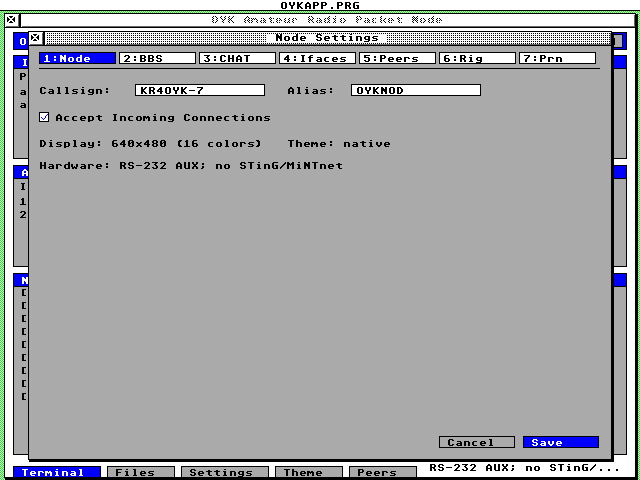 OYKAPP.PRG
OYK Amateur Radio Packet Node
Node Settings
1:Node 2:BBS 3:CHAT 4:Ifaces 5:Peers 6:Rig 7:Prn
Callsign: KR4OYK-7 Alias: OYKNOD
Accept Incoming Connections
Display: 640x480 (16 colors) Theme: native
Hardware: RS-232 AUX; no STinG/MiNTnet
Cancel Save
Terminal Files Settings Theme Peers RS-232 AUX; no STinG/...